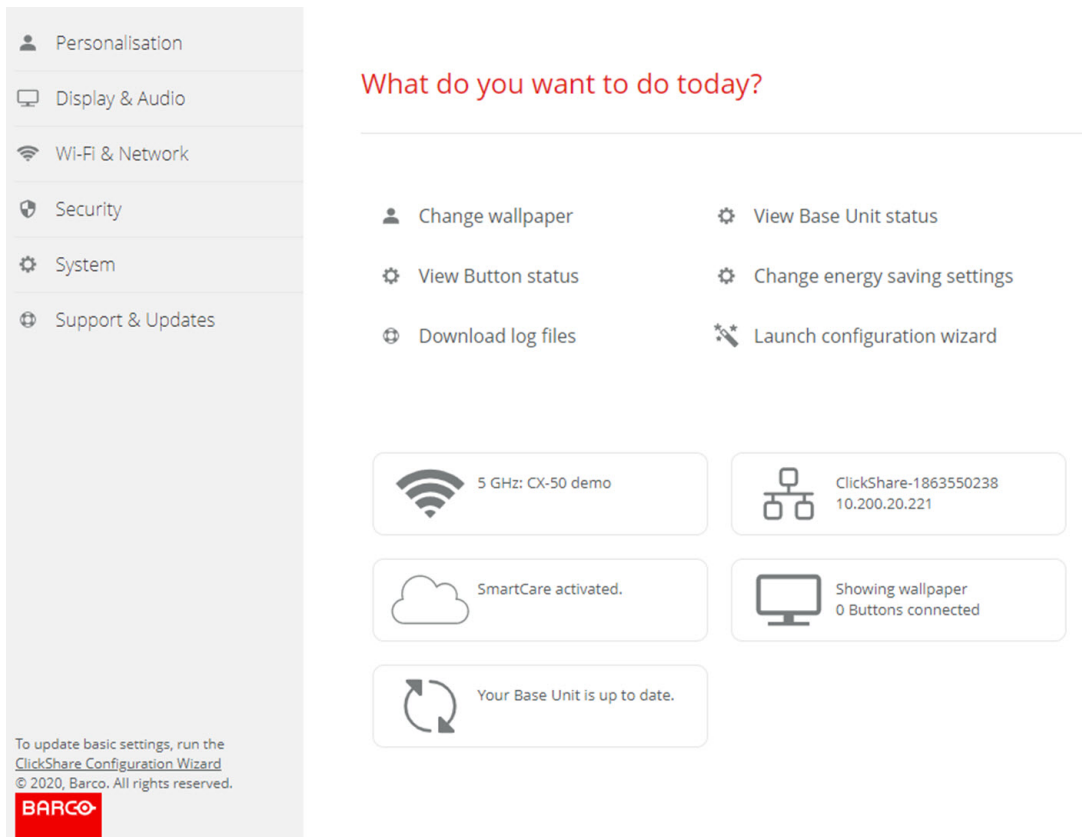 Personalisation
Display & Audio
Wi-Fi & Network
Security
System
Support & Updates
To update basic settings, run the
ClickShare Configuration Wizard
© 2020, Barco. All rights reserved.
BARCO
What do you want to do today?
Change wallpaper
View Base Unit status
View Button status
Change energy saving settings
Download log files
Launch configuration wizard
5 GHz: CX-50 demo
ClickShare-1863550238
10.200.20.221
SmartCare activated.
Showing wallpaper
0 Buttons connected
Your Base Unit is up to date.